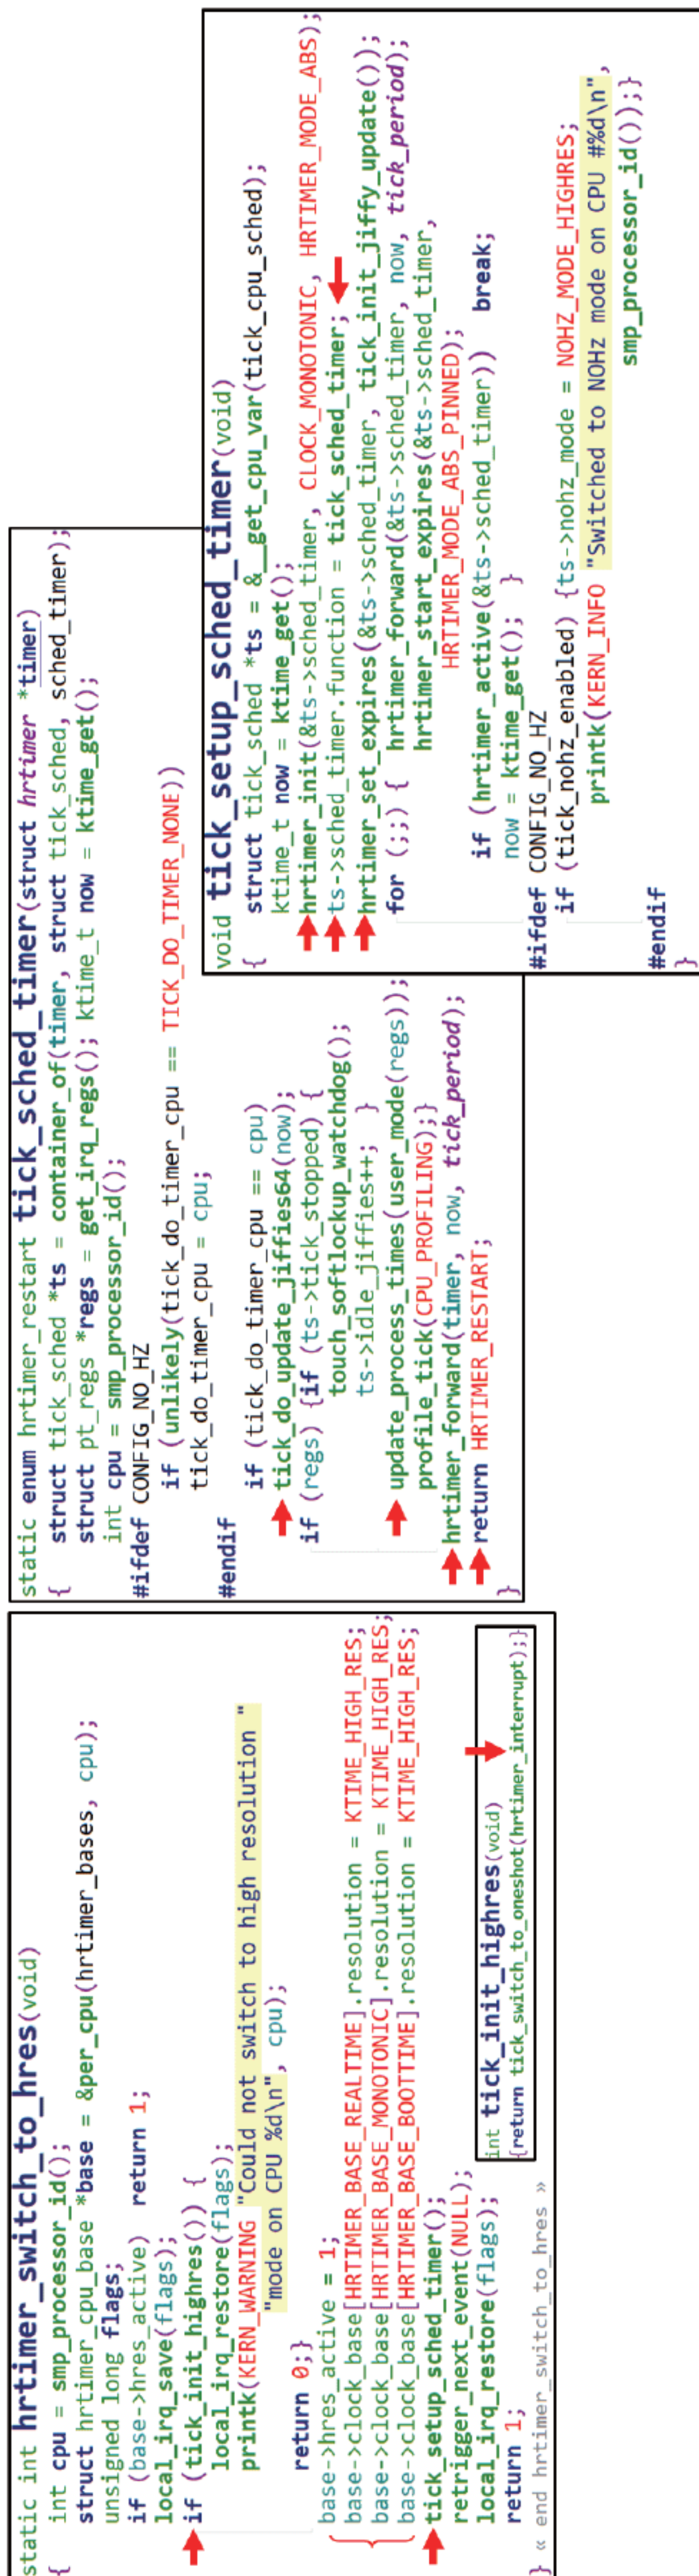 static int hrtimer_switch_to_hres(void)
{ int cpu = smp_processor_id();
struct hrtimer_cpu_base *base = &per_cpu(hrtimer_bases, cpu);
unsigned long flags;
if (base->hres_active) return 1;
local_irq_save(flags);
if (tick_init_highres()) {
local_irq_restore(flags);
printk(KERN_WARNING "Could not switch to high resolution "
"mode on CPU %d\n", cpu);
return 0;}
base->hres_active = 1;
base->clock_base[HRTIMER_BASE_REALTIME].resolution = KTIME_HIGH_RES;
base->clock_base[HRTIMER_BASE_MONOTONIC].resolution = KTIME_HIGH_RES;
base->clock_base[HRTIMER_BASE_BOOTTIME].resolution = KTIME_HIGH_RES;
tick_setup_sched_timer();
retrigger_next_event(NULL);
local_irq_restore(flags);
return 1;
} « end hrtimer_switch_to_hres »
int tick_init_highres(void)
{return tick_switch_to_oneshot(hrtimer_interrupt);}
static enum hrtimer_restart tick_sched_timer(struct hrtimer *timer)
{ struct tick_sched *ts = container_of(timer, struct tick_sched, sched_timer);
struct pt_regs *regs = get_irq_regs(); ktime_t now = ktime_get();
int cpu = smp_processor_id();
#ifdef CONFIG_NO_HZ
if (unlikely(tick_do_timer_cpu == TICK_DO_TIMER_NONE))
tick_do_timer_cpu = cpu;
#endif
if (tick_do_timer_cpu == cpu)
tick_do_update_jiffies64(now);
if (regs) {if (ts->tick_stopped) {
touch_softlockup_watchdog();
ts->idle_jiffies++; }
update_process_times(user_mode(regs));
profile_tick(CPU_PROFILING);}
hrtimer_forward(timer, now, tick_period);
return HRTIMER_RESTART;
}
void tick_setup_sched_timer(void)
{ struct tick_sched *ts = &__get_cpu_var(tick_cpu_sched);
ktime_t now = ktime_get();
hrtimer_init(&ts->sched_timer, CLOCK_MONOTONIC, HRTIMER_MODE_ABS);
ts->sched_timer.function = tick_sched_timer;
hrtimer_set_expires(&ts->sched_timer, tick_init_jiffy_update());
for (;;) { hrtimer_forward(&ts->sched_timer, now, tick_period);
hrtimer_start_expires(&ts->sched_timer,
HRTIMER_MODE_ABS_PINNED);
if (hrtimer_active(&ts->sched_timer)) break;
now = ktime_get(); }
#ifdef CONFIG_NO_HZ
if (tick_nohz_enabled) {ts->nohz_mode = NOHZ_MODE_HIGHRES;
printk(KERN_INFO "Switched to NOHz mode on CPU #%d\n",
smp_processor_id());}
#endif
}